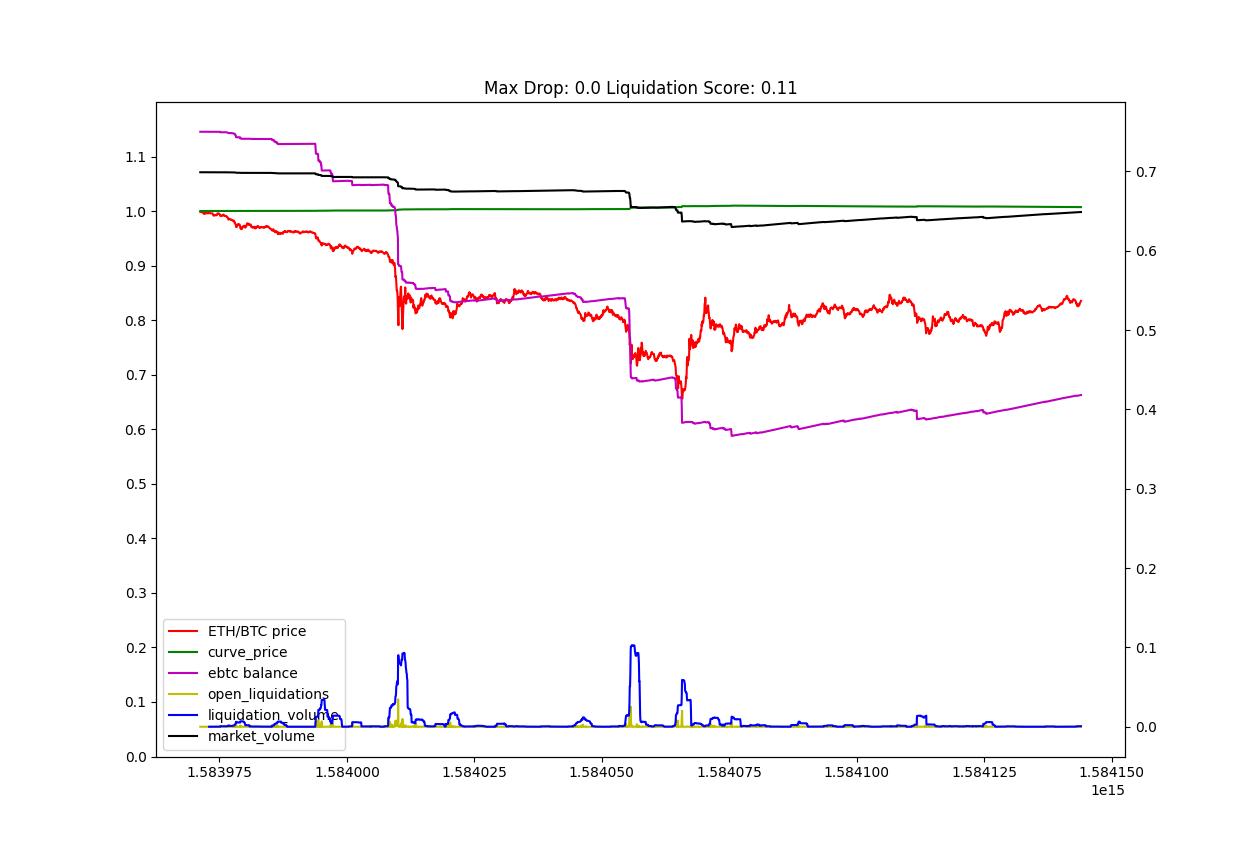 Max Drop: 0.0 Liquidation Score: 0.11
1.1
1.0
0.9
0.8
0.7
0.6
0.5
0.4
0.3
0.2
0.1
0.0
0.7
0.6
0.5
0.4
0.3
0.2
0.1
0.0
ETH/BTC price
curve_price
ebtc balance
open_liquidations
liquidation_volume
market_volume
1.583975 1.584000 1.584025 1.584050 1.584075 1.584100 1.584125 1.584150
1e15